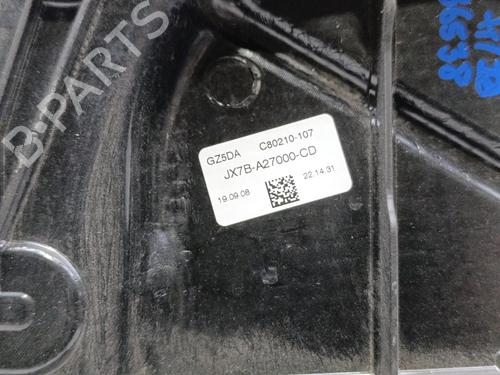 B-PARTS
GZ5DA C80210-107
JX7B-A27000-CD
19.09.08 22.14.31